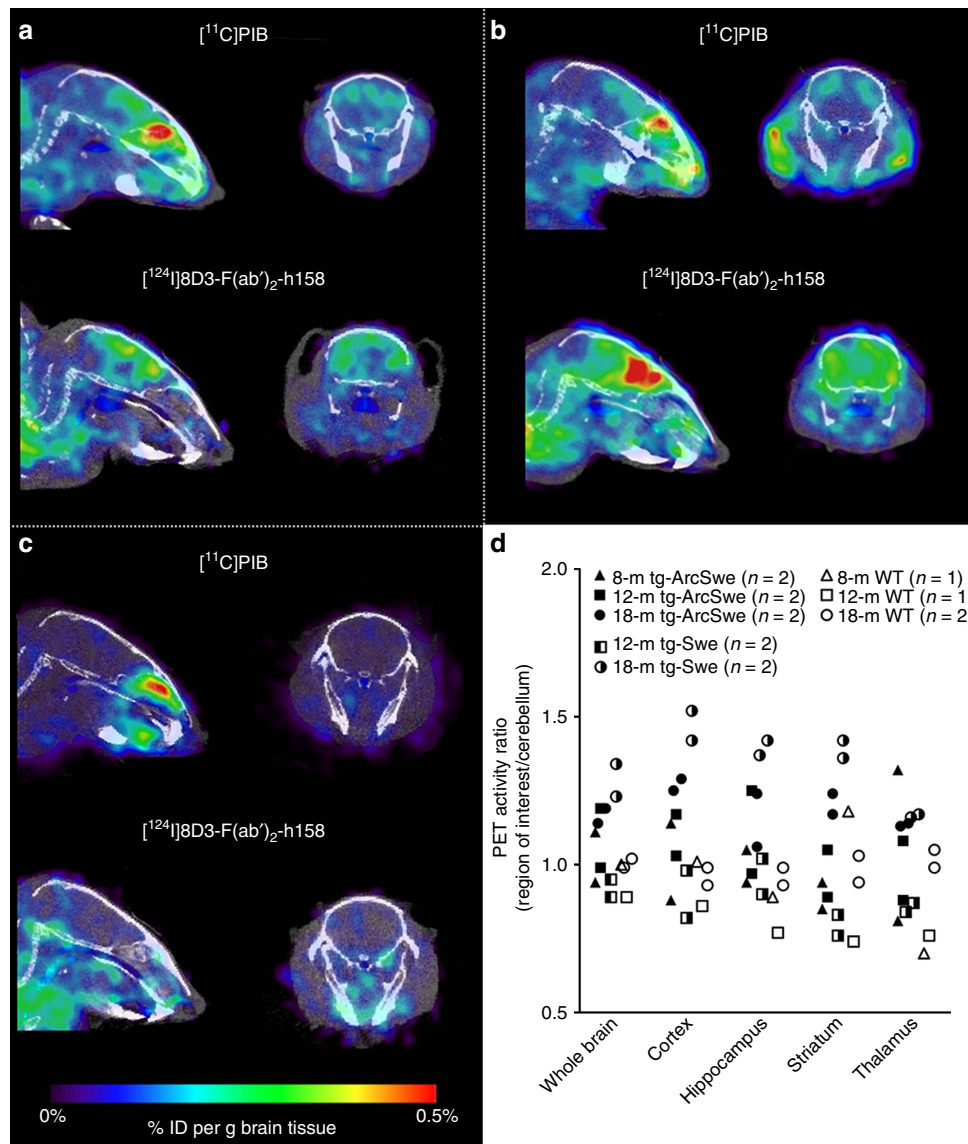 a
[¹¹C]PIB
[¹²⁴I]8D3-F(ab′)₂-h158
b
[¹¹C]PIB
[¹²⁴I]8D3-F(ab′)₂-h158
c
[¹¹C]PIB
[¹²⁴I]8D3-F(ab′)₂-h158
0%
0.5%
% ID per g brain tissue
d
PET activity ratio
(region of interest/cerebellum)
2.0
1.5
1.0
0.5
8-m tg-ArcSwe (n = 2)
12-m tg-ArcSwe (n = 2)
18-m tg-ArcSwe (n = 2)
12-m tg-Swe (n = 2)
18-m tg-Swe (n = 2)
8-m WT (n = 1)
12-m WT (n = 1
18-m WT (n = 2
Whole brain
Cortex
Hippocampus
Striatum
Thalamus